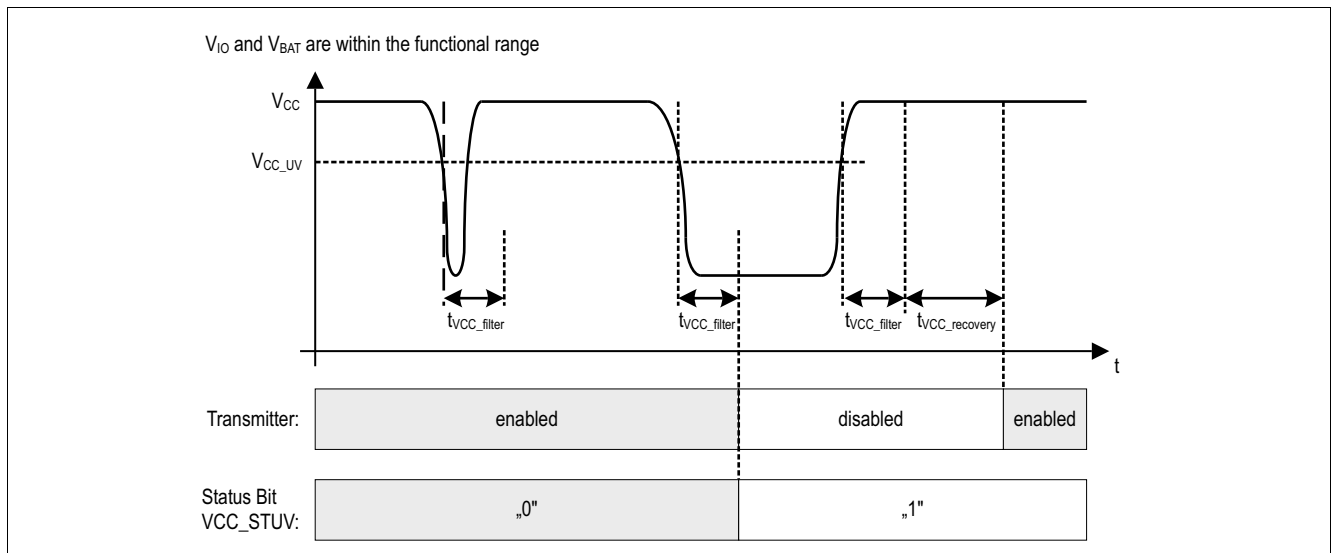 VIO and VBAT are within the functional range
VCC
VCC_UV
tVCC_filter
tVCC_filter
tVCC_filter
tVCC_recovery
t
Transmitter:
enabled
disabled
enabled
Status Bit
VCC_STUV:
„0"
„1"